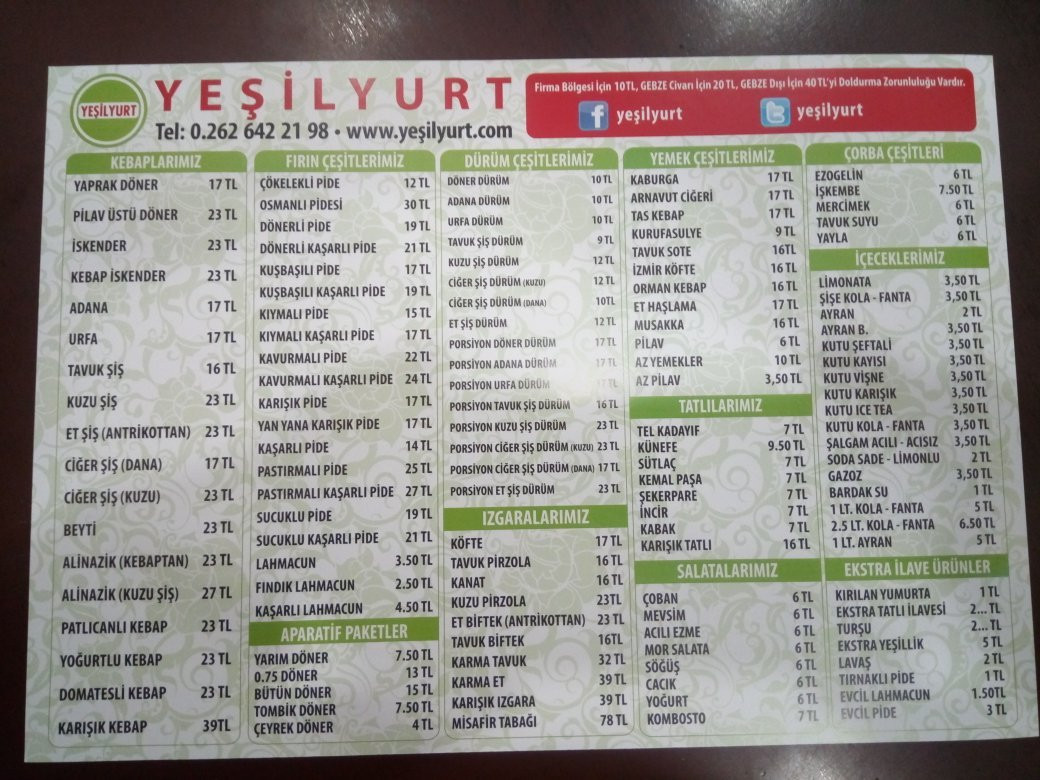 YEŞİLYURT
YEŞİLYURT
Tel: 0.262 642 21 98 • www.yeşilyurt.com
Firma Bölgesi İçin 10TL, GEBZE Civarı İçin 20 TL, GEBZE Dışı İçin 40 TL'yi Doldurma Zorunluluğu Vardır.
f yeşilyurt
yeşilyurt
KEBAPLARIMIZ
YAPRAK DÖNER 17 TL
PİLAV ÜSTÜ DÖNER 23 TL
İSKENDER 23 TL
KEBAP İSKENDER 23 TL
ADANA 17 TL
URFA 17 TL
TAVUK ŞİŞ 16 TL
KUZU ŞİŞ 23 TL
ET ŞİŞ (ANTRİKOTTAN) 23 TL
CİĞER ŞİŞ (DANA) 17 TL
CİĞER ŞİŞ (KUZU) 23 TL
BEYTİ 23 TL
ALİNAZİK (KEBAPTAN) 23 TL
ALİNAZİK (KUZU ŞİŞ) 27 TL
PATLICANLI KEBAP 23 TL
YOĞURTLU KEBAP 23 TL
DOMATESLİ KEBAP 23 TL
KARIŞIK KEBAP 39TL
FIRIN ÇEŞİTLERİMİZ
ÇÖKELEKLİ PİDE 12 TL
OSMANLI PİDESİ 30 TL
DÖNERLİ PİDE 19 TL
DÖNERLİ KAŞARLI PİDE 21 TL
KUŞBAŞILI PİDE 17 TL
KUŞBAŞILI KAŞARLI PİDE 19 TL
KIYMALI PİDE 15 TL
KIYMALI KAŞARLI PİDE 17 TL
KAVURMALI PİDE 22 TL
KAVURMALI KAŞARLI PİDE 24 TL
KARIŞIK PİDE 17 TL
YAN YANA KARIŞIK PİDE 17 TL
KAŞARLI PİDE 14 TL
PASTIRMALI PİDE 25 TL
PASTIRMALI KAŞARLI PİDE 27 TL
SUCUKLU PİDE 19 TL
SUCUKLU KAŞARLI PİDE 21 TL
LAHMACUN 3.50 TL
FINDIK LAHMACUN 2.50 TL
KAŞARLI LAHMACUN 4.50 TL
APARATİF PAKETLER
YARIM DÖNER 7.50 TL
0.75 DÖNER 13 TL
BÜTÜN DÖNER 15 TL
TOMBİK DÖNER 7.50 TL
ÇEYREK DÖNER 4 TL
DÜRÜM ÇEŞİTLERİMİZ
DÖNER DÜRÜM 10 TL
ADANA DÜRÜM 10 TL
URFA DÜRÜM 10 TL
TAVUK ŞİŞ DÜRÜM 9 TL
KUZU ŞİŞ DÜRÜM 12 TL
CİĞER ŞİŞ DÜRÜM (KUZU) 12 TL
CİĞER ŞİŞ DÜRÜM (DANA) 10TL
ET ŞİŞ DÜRÜM 12 TL
PORSİYON DÖNER DÜRÜM 17 TL
PORSİYON ADANA DÜRÜM 17 TL
PORSİYON URFA DÜRÜM 17 TL
PORSİYON TAVUK ŞİŞ DÜRÜM 16 TL
PORSİYON KUZU ŞİŞ DÜRÜM 23 TL
PORSİYON CİĞER ŞİŞ DÜRÜM (KUZU) 23 TL
PORSİYON CİĞER ŞİŞ DÜRÜM (DANA) 17 TL
PORSİYON ET ŞİŞ DÜRÜM 23 TL
IZGARALARIMIZ
KÖFTE 17 TL
TAVUK PİRZOLA 16 TL
KANAT 16 TL
KUZU PİRZOLA 23TL
ET BİFTEK (ANTRİKOTTAN) 23 TL
TAVUK BİFTEK 16TL
KARMA TAVUK 32 TL
KARMA ET 39 TL
KARIŞIK IZGARA 39 TL
MİSAFİR TABAĞI 78 TL
YEMEK ÇEŞİTLERİMİZ
KABURGA 17 TL
ARNAVUT CİĞERİ 17 TL
TAS KEBAP 17 TL
KURUFASULYE 9 TL
TAVUK SOTE 16TL
İZMİR KÖFTE 16 TL
ORMAN KEBAP 16 TL
ET HAŞLAMA 17 TL
MUSAKKA 16 TL
PİLAV 6 TL
AZ YEMEKLER 10 TL
AZ PİLAV 3,50 TL
TATLILARIMIZ
TEL KADAYIF 7 TL
KÜNEFE 9.50 TL
SÜTLAÇ 7 TL
KEMAL PAŞA 7 TL
ŞEKERPARE 7 TL
İNCİR 7 TL
KABAK 7 TL
KARIŞIK TATLI 16 TL
SALATALARIMIZ
ÇOBAN 6 TL
MEVSİM 6 TL
ACILI EZME 6 TL
MOR SALATA 6 TL
SÖĞÜŞ 6 TL
CACIK 6 TL
YOĞURT 6 TL
KOMBOSTO 7 TL
ÇORBA ÇEŞİTLERİ
EZOGELİN 6 TL
İŞKEMBE 7.50 TL
MERCİMEK 6 TL
TAVUK SUYU 6 TL
YAYLA 6 TL
İÇECEKLERİMİZ
LİMONATA 3,50 TL
ŞİŞE KOLA - FANTA 3,50 TL
AYRAN 2 TL
AYRAN B. 3,50 TL
KUTU ŞEFTALİ 3,50 TL
KUTU KAYISI 3,50 TL
KUTU VİŞNE 3,50 TL
KUTU KARIŞIK 3,50 TL
KUTU ICE TEA 3,50 TL
KUTU KOLA - FANTA 3,50 TL
ŞALGAM ACILI - ACISIZ 3,50 TL
SODA SADE - LİMONLU 2 TL
GAZOZ 3,50 TL
BARDAK SU 1 TL
1 LT. KOLA - FANTA 5 TL
2.5 LT. KOLA - FANTA 6.50 TL
1 LT. AYRAN 5 TL
EKSTRA İLAVE ÜRÜNLER
KIRILAN YUMURTA 1 TL
EKSTRA TATLI İLAVESİ 2... TL
TURŞU 2... TL
EKSTRA YEŞİLLİK 5 TL
LAVAŞ 2 TL
TIRNAKLI PİDE 1 TL
EVCİL LAHMACUN 1.50TL
EVCİL PİDE 3 TL